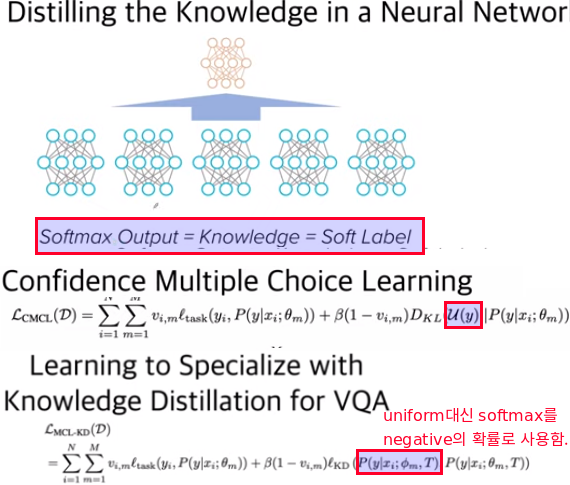 Distilling the Knowledge in a Neural Networ
Softmax Output = Knowledge = Soft Label
Confidence Multiple Choice Learning
$\mathcal{L}_{\text{CMCL}}(\mathcal{D}) = \sum_{i=1}^{N} \sum_{m=1}^{M} v_{i,m} \ell_{\text{task}}(y_i, P(y|x_i; \theta_m)) + \beta(1 - v_{i,m}) D_{KL}(\mathcal{U}(y) | P(y|x_i; \theta_m))$
Learning to Specialize with
Knowledge Distillation for VQA
uniform대신 softmax를
negative의 확률로 사용함.
$\mathcal{L}_{\text{MCL-KD}}(\mathcal{D})$
$= \sum_{i=1}^{N} \sum_{m=1}^{M} v_{i,m} \ell_{\text{task}}(y_i, P(y|x_i; \theta_m)) + \beta(1 - v_{i,m}) \ell_{\text{KD}}(P(y|x_i; \phi_m, T), P(y|x_i; \theta_m, T))$